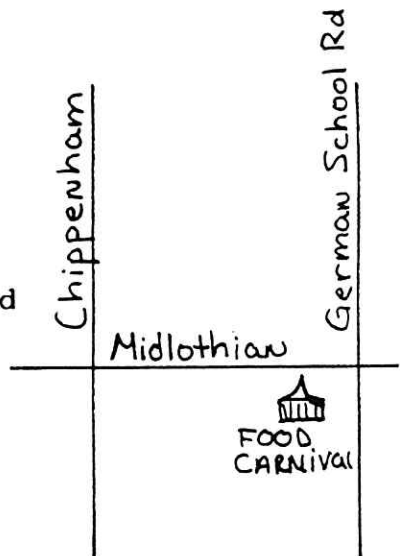 German School Rd
Chippenham
d
Midlothian
FOOD
CARNIVAL